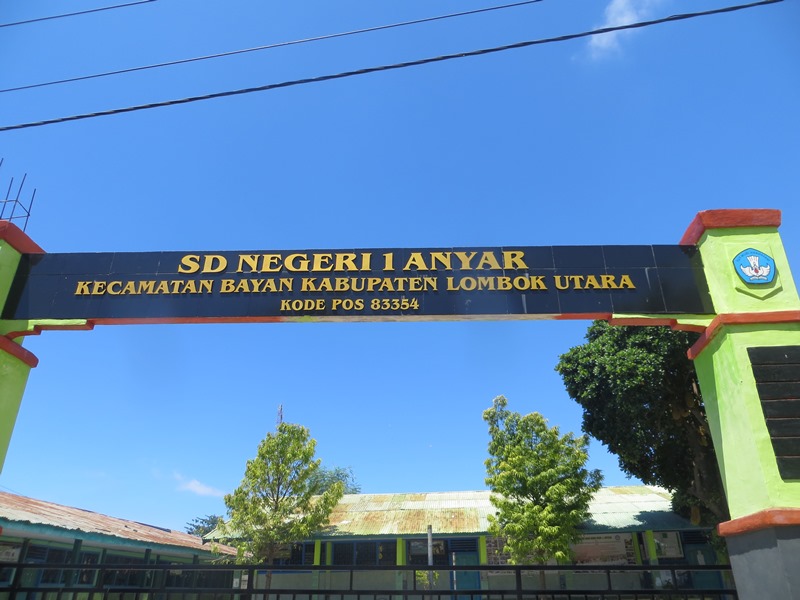 SD NEGERI 1 ANYAR
KECAMATAN BAYAN KABUPATEN LOMBOK UTARA
KODE POS 83354